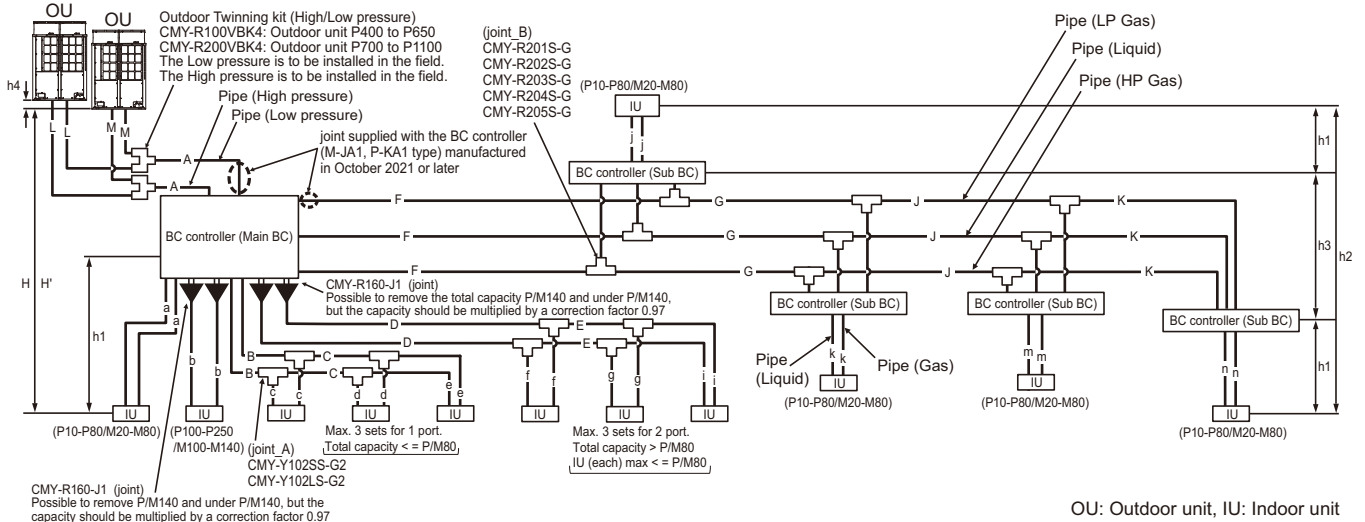 OU
OU
Outdoor Twinning kit (High/Low pressure)
CMY-R100VBK4: Outdoor unit P400 to P650
CMY-R200VBK4: Outdoor unit P700 to P1100
The Low pressure is to be installed in the field.
The High pressure is to be installed in the field.
Pipe (High pressure)
Pipe (Low pressure)
joint supplied with the BC controller
(M-JA1, P-KA1 type) manufactured
in October 2021 or later
(joint_B)
CMY-R201S-G
CMY-R202S-G
CMY-R203S-G
CMY-R204S-G
CMY-R205S-G
(P10-P80/M20-M80)
IU
j
j
Pipe (LP Gas)
Pipe (Liquid)
Pipe (HP Gas)
h4
L
L
M
M
A
A
h1
BC controller (Sub BC)
BC controller (Main BC)
F
G
J
K
F
G
J
K
F
G
J
K
h3
h2
H
H'
h1
CMY-R160-J1 (joint)
Possible to remove the total capacity P/M140 and under P/M140,
but the capacity should be multiplied by a correction factor 0.97
BC controller (Sub BC)
BC controller (Sub BC)
BC controller (Sub BC)
a
a
b
b
D
E
D
E
B
C
B
C
c
c
d
d
e
e
f
f
g
g
i
i
Pipe
(Liquid)
k
k
Pipe
(Gas)
m
m
n
n
h1
IU
(P10-P80/M20-M80)
IU
(P100-P250
/M100-M140)
IU
IU
IU
IU
IU
IU
IU
(P10-P80/M20-M80)
IU
(P10-P80/M20-M80)
IU
(P10-P80/M20-M80)
(joint_A)
CMY-Y102SS-G2
CMY-Y102LS-G2
Max. 3 sets for 1 port.
Total capacity < = P/M80
Max. 3 sets for 2 port.
Total capacity > P/M80
IU (each) max < = P/M80
CMY-R160-J1 (joint)
Possible to remove P/M140 and under P/M140, but the
capacity should be multiplied by a correction factor 0.97
OU: Outdoor unit, IU: Indoor unit